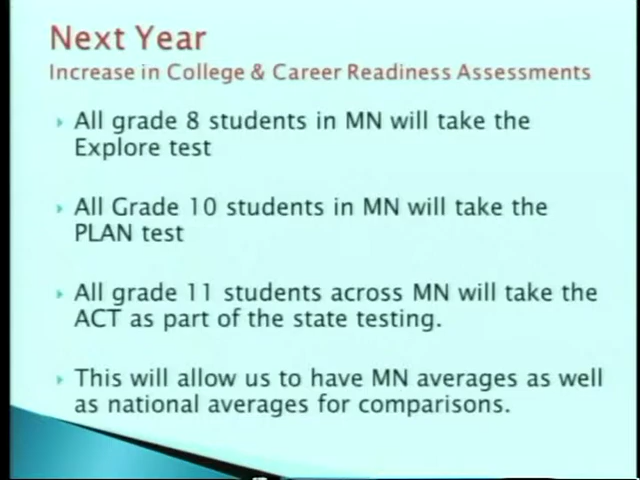 Next Year
Increase in College & Career Readiness Assessments
All grade 8 students in MN will take the
Explore test
All Grade 10 students in MN will take the
PLAN test
All grade 11 students across MN will take the
ACT as part of the state testing.
This will allow us to have MN averages as well
as national averages for comparisons.